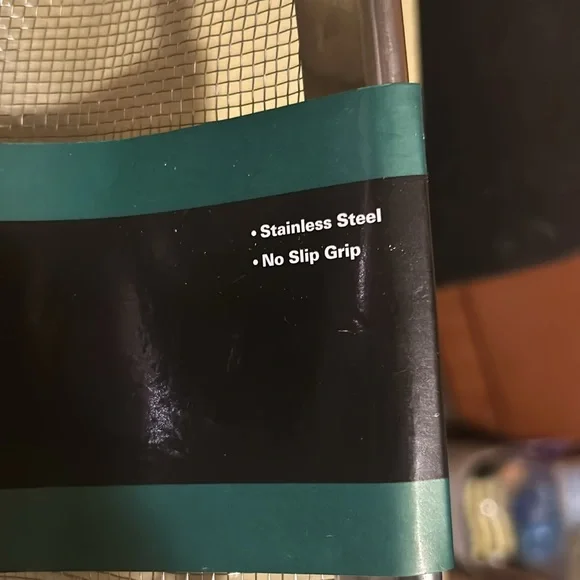 • Stainless Steel
• No Slip Grip